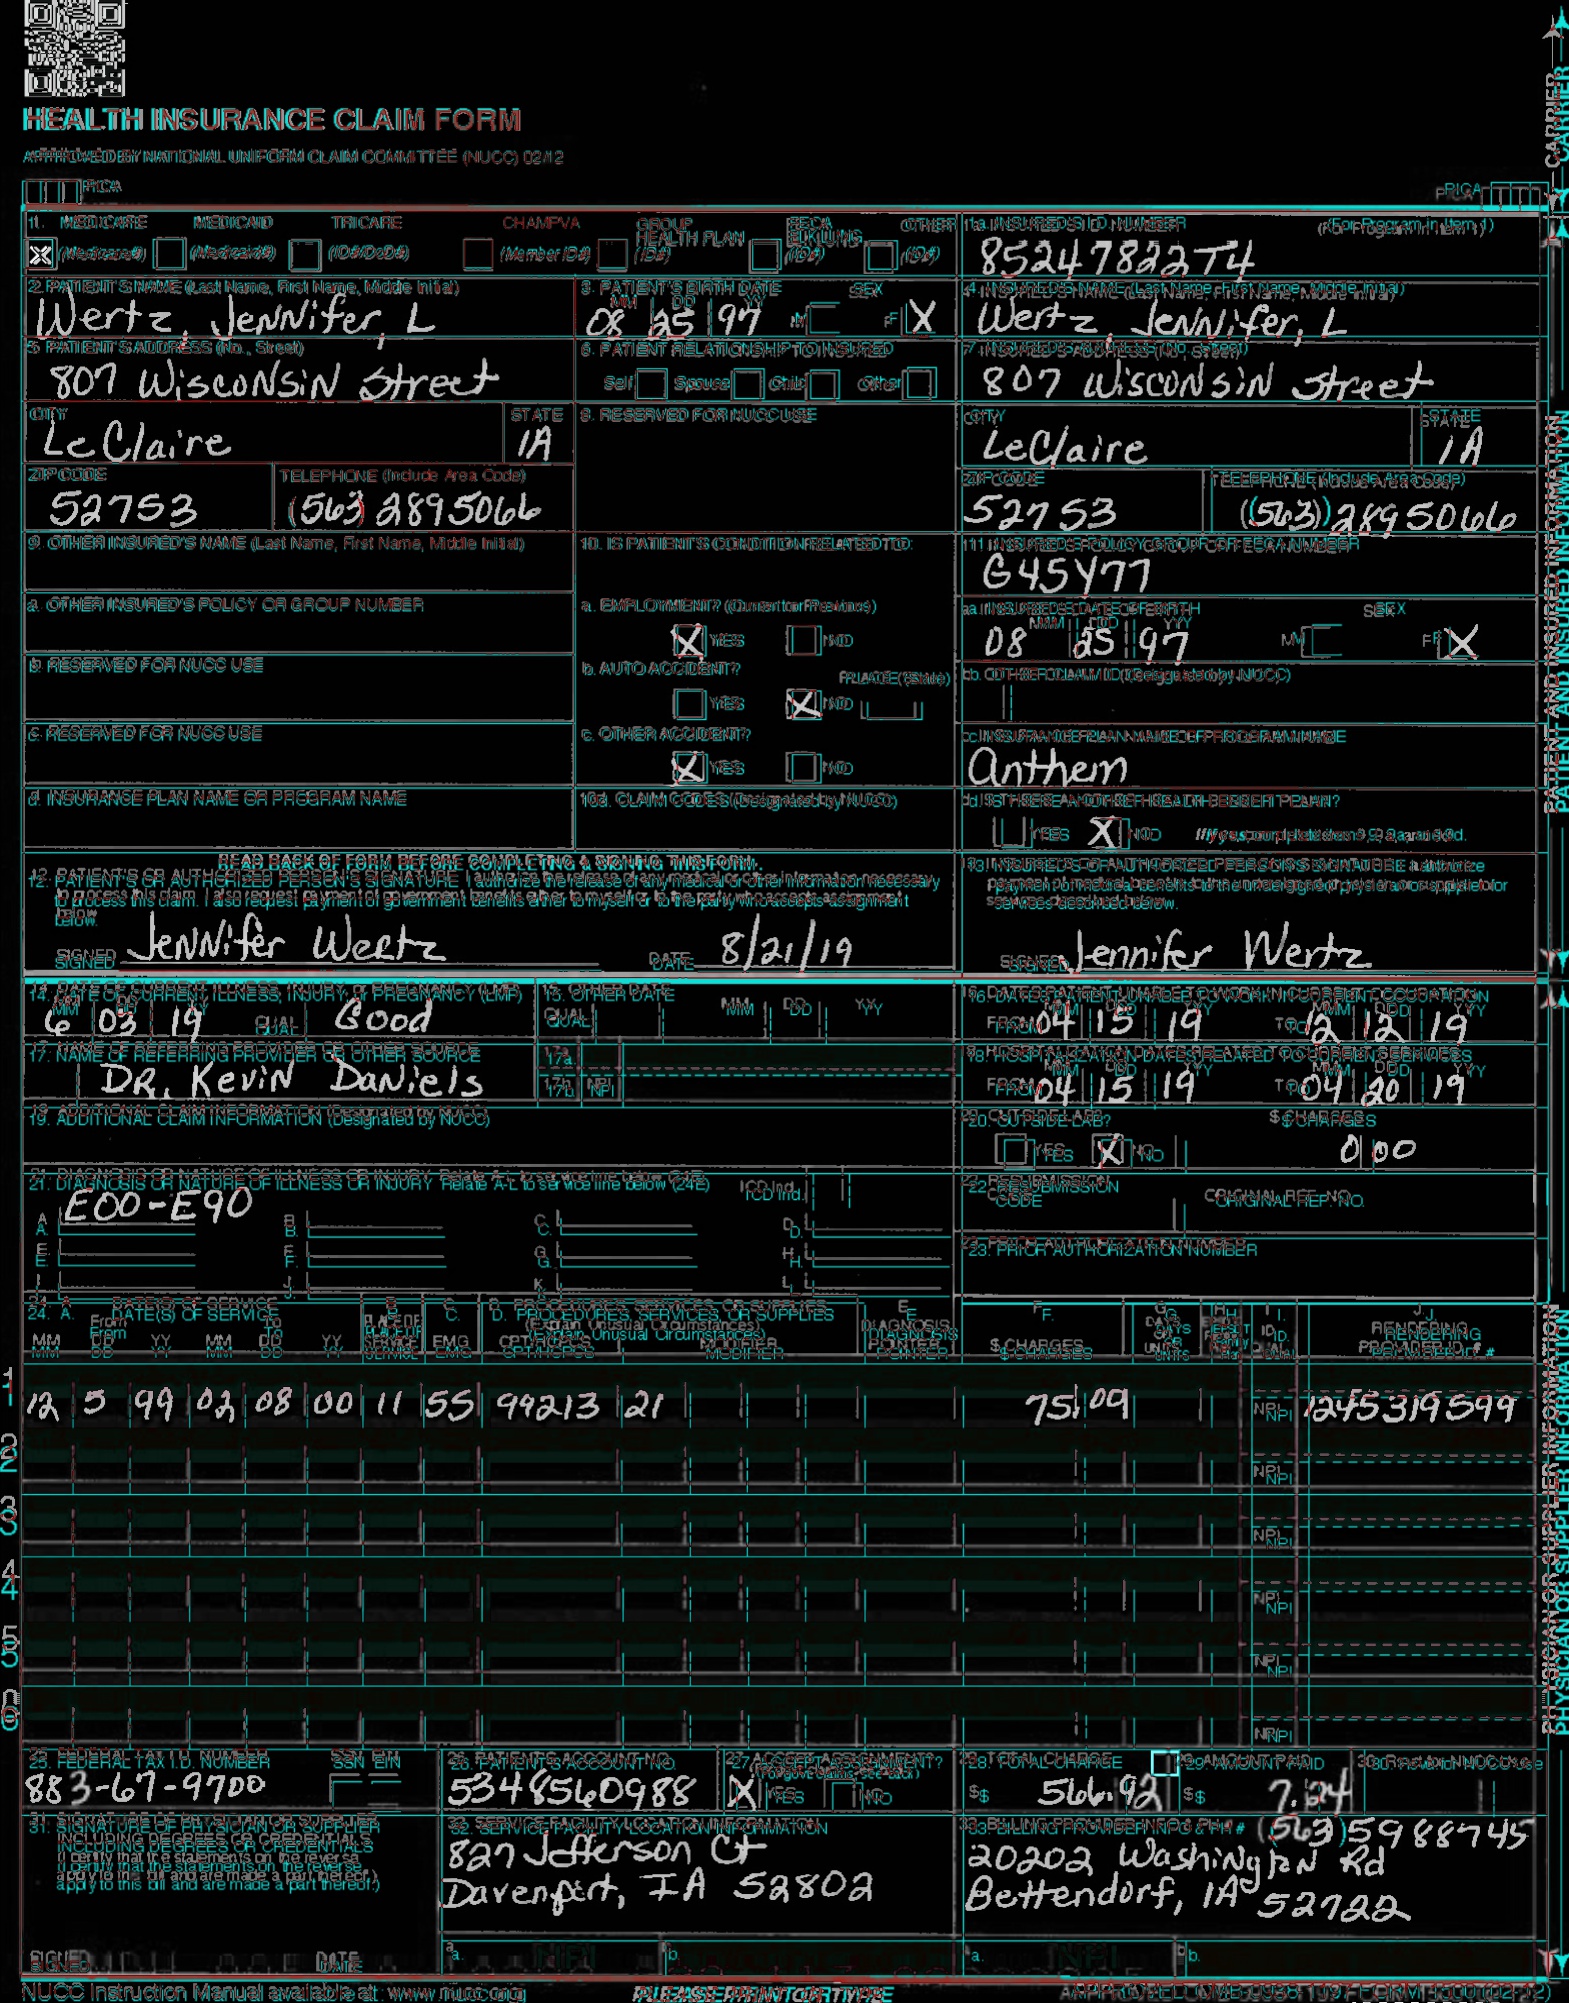 HEALTH INSURANCE CLAIM FORM
APPROVED BY NATIONAL UNIFORM CLAIM COMMITTEE (NUCC) 02/12
PICA
PICA
CARRIER
1. MEDICARE MEDICAID TRICARE CHAMPVA GROUP HEALTH PLAN FECA BLK LUNG OTHER
X (Medicare#) (Medicaid#) (ID#/DoD#) (Member ID#) (ID#) (ID#) (ID#)
1a. INSURED'S I.D. NUMBER (For Program in Item 1)
85247822T4
2. PATIENT'S NAME (Last Name, First Name, Middle Initial)
Wertz, Jennifer, L
3. PATIENT'S BIRTH DATE SEX
MM DD YY
08 25 97 M F X
4. INSURED'S NAME (Last Name, First Name, Middle Initial)
Wertz, Jennifer, L
5. PATIENT'S ADDRESS (No., Street)
807 Wisconsin Street
6. PATIENT RELATIONSHIP TO INSURED
Self Spouse Child Other
7. INSURED'S ADDRESS (No., Street)
807 Wisconsin Street
CITY STATE
LeClaire IA
8. RESERVED FOR NUCC USE
CITY STATE
LeClaire IA
ZIP CODE TELEPHONE (Include Area Code)
52753 (563) 2895066
ZIP CODE TELEPHONE (Include Area Code)
52753 (563) 2895066
9. OTHER INSURED'S NAME (Last Name, First Name, Middle Initial)
10. IS PATIENT'S CONDITION RELATED TO:
11. INSURED'S POLICY GROUP OR FECA NUMBER
G45Y77
a. OTHER INSURED'S POLICY OR GROUP NUMBER
a. EMPLOYMENT? (Current or Previous)
X YES NO
a. INSURED'S DATE OF BIRTH SEX
MM DD YY
08 25 97 M F X
b. RESERVED FOR NUCC USE
b. AUTO ACCIDENT? PLACE (State)
YES X NO
b. OTHER CLAIM ID (Designated by NUCC)
c. RESERVED FOR NUCC USE
c. OTHER ACCIDENT?
X YES NO
c. INSURANCE PLAN NAME OR PROGRAM NAME
Anthem
d. INSURANCE PLAN NAME OR PROGRAM NAME
10d. CLAIM CODES (Designated by NUCC)
d. IS THERE ANOTHER HEALTH BENEFIT PLAN?
YES X NO If yes, complete items 9, 9a, and 9d.
READ BACK OF FORM BEFORE COMPLETING & SIGNING THIS FORM.
12. PATIENT'S OR AUTHORIZED PERSON'S SIGNATURE I authorize the release of any medical or other information necessary
to process this claim. I also request payment of government benefits either to myself or to the party who accepts assignment
below.
SIGNED Jennifer Wertz DATE 8/21/19
13. INSURED'S OR AUTHORIZED PERSON'S SIGNATURE I authorize
payment of medical benefits to the undersigned physician or supplier for
services described below.
SIGNED Jennifer Wertz
PATIENT AND INSURED INFORMATION
14. DATE OF CURRENT ILLNESS, INJURY, or PREGNANCY (LMP)
MM DD YY
6 03 19 QUAL. Good
15. OTHER DATE
QUAL. MM DD YY
16. DATES PATIENT UNABLE TO WORK IN CURRENT OCCUPATION
MM DD YY MM DD YY
FROM 04 15 19 TO 12 12 19
17. NAME OF REFERRING PROVIDER OR OTHER SOURCE
DR. Kevin Daniels
17a.
17b. NPI
18. HOSPITALIZATION DATES RELATED TO CURRENT SERVICES
MM DD YY MM DD YY
FROM 04 15 19 TO 04 20 19
19. ADDITIONAL CLAIM INFORMATION (Designated by NUCC)
20. OUTSIDE LAB? $ CHARGES
YES X NO 0 00
21. DIAGNOSIS OR NATURE OF ILLNESS OR INJURY Relate A-L to service line below (24E) ICD Ind.
A. E00-E90 B. C. D.
E. F. G. H.
I. J. K. L.
22. RESUBMISSION CODE ORIGINAL REF. NO.
23. PRIOR AUTHORIZATION NUMBER
24. A. DATE(S) OF SERVICE B. PLACE OF SERVICE C. EMG D. PROCEDURES, SERVICES, OR SUPPLIES E. DIAGNOSIS POINTER
From To (Explain Unusual Circumstances)
MM DD YY MM DD YY CPT/HCPCS MODIFIER
F. $ CHARGES G. DAYS OR UNITS H. I. ID. QUAL. J. RENDERING PROVIDER ID. #
1 12 5 99 02 08 00 11 SS 99213 21 75 09 NPI 1245319599
2 NPI
3 NPI
4 NPI
5 NPI
6 NPI
PHYSICIAN OR SUPPLIER INFORMATION
25. FEDERAL TAX I.D. NUMBER SSN EIN
883-67-9700
26. PATIENT'S ACCOUNT NO.
5348560988
27. ACCEPT ASSIGNMENT?
(For govt. claims, see back)
X YES NO
28. TOTAL CHARGE
$ 566.92
29. AMOUNT PAID
$ 7.64
30. Rsvd for NUCC Use
31. SIGNATURE OF PHYSICIAN OR SUPPLIER
INCLUDING DEGREES OR CREDENTIALS
(I certify that the statements on the reverse
apply to this bill and are made a part thereof.)
SIGNED DATE
32. SERVICE FACILITY LOCATION INFORMATION
827 Jefferson Ct
Davenport, IA 52802
a. NPI b.
33. BILLING PROVIDER INFO & PH # (563) 5988745
20202 Washington Rd
Bettendorf, IA 52722
a. NPI b.
NUCC Instruction Manual available at: www.nucc.org
PLEASE PRINT OR TYPE